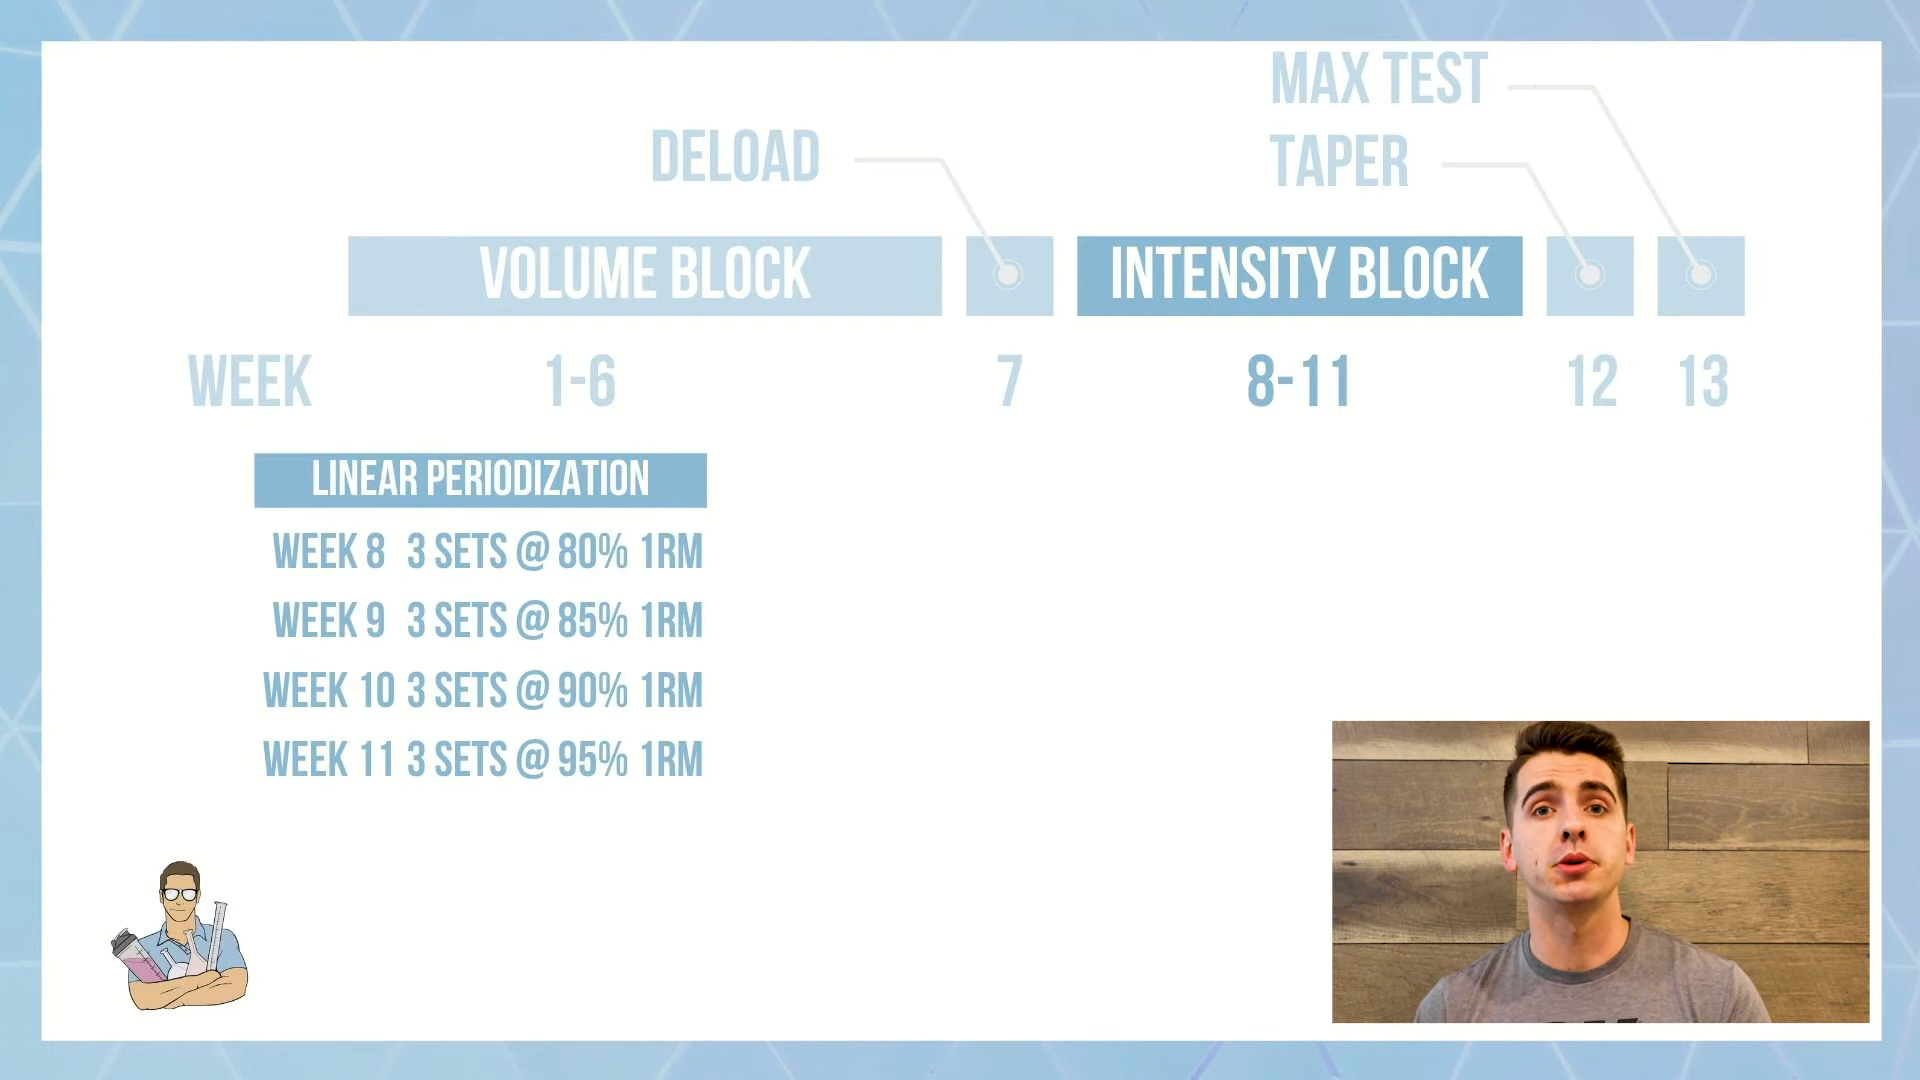 MAX TEST
DELOAD
TAPER
VOLUME BLOCK
INTENSITY BLOCK
WEEK 1-6 7 8-11 12 13
LINEAR PERIODIZATION
WEEK 8 3 SETS @ 80% 1RM
WEEK 9 3 SETS @ 85% 1RM
WEEK 10 3 SETS @ 90% 1RM
WEEK 11 3 SETS @ 95% 1RM